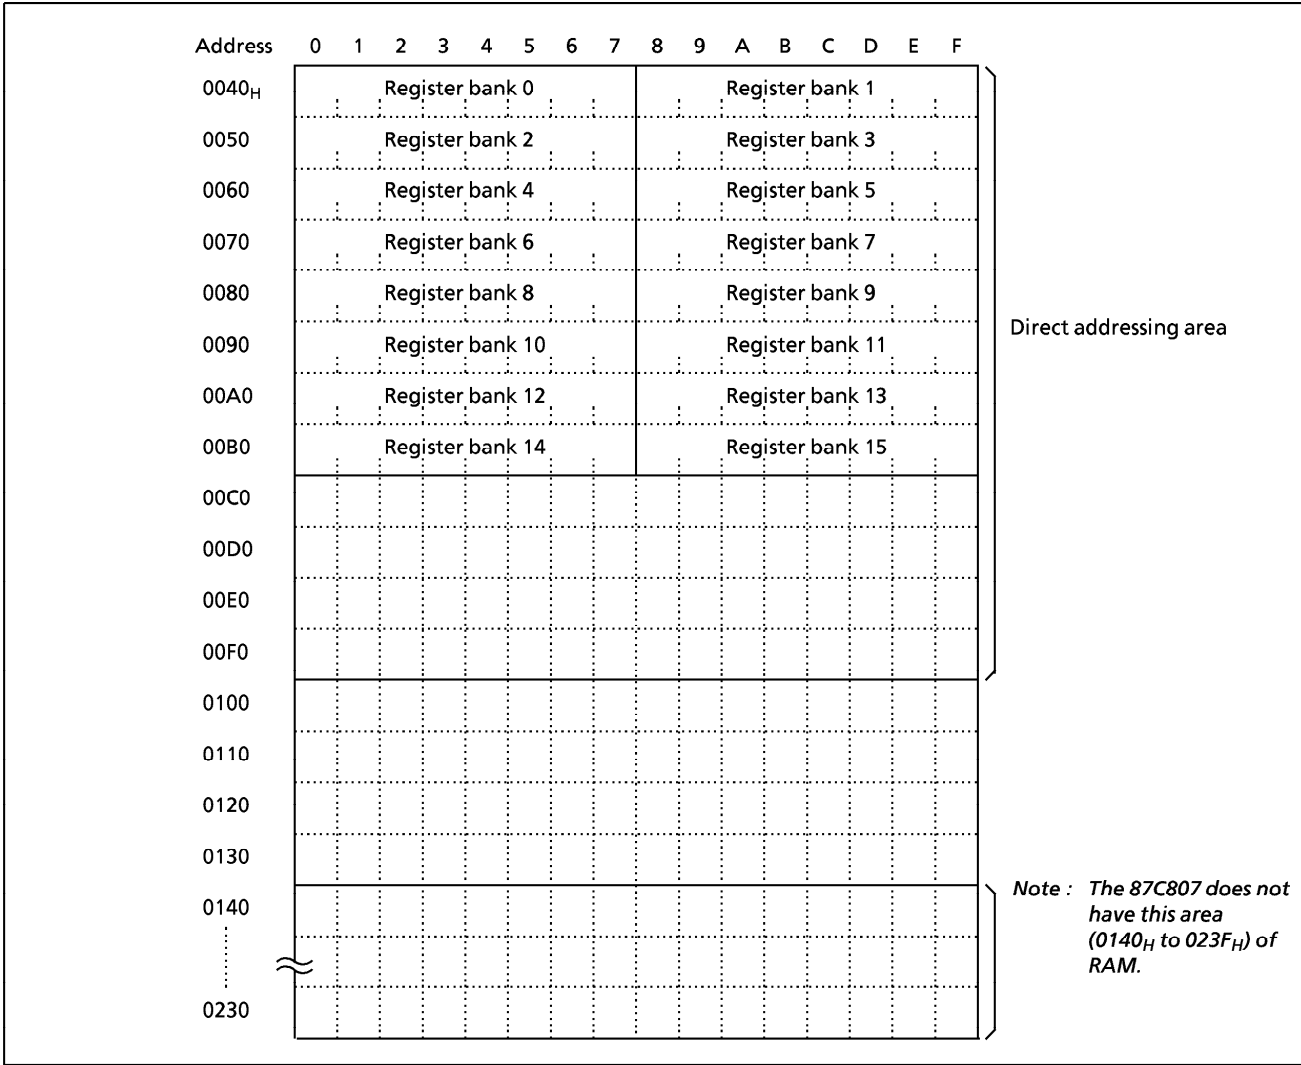 Address 0 1 2 3 4 5 6 7 8 9 A B C D E F
0040H Register bank 0 Register bank 1
0050 Register bank 2 Register bank 3
0060 Register bank 4 Register bank 5
0070 Register bank 6 Register bank 7
0080 Register bank 8 Register bank 9
Direct addressing area
0090 Register bank 10 Register bank 11
00A0 Register bank 12 Register bank 13
00B0 Register bank 14 Register bank 15
00C0
00D0
00E0
00F0
0100
0110
0120
0130
0140
Note : The 87C807 does not
have this area
(0140H to 023FH) of
RAM.
0230